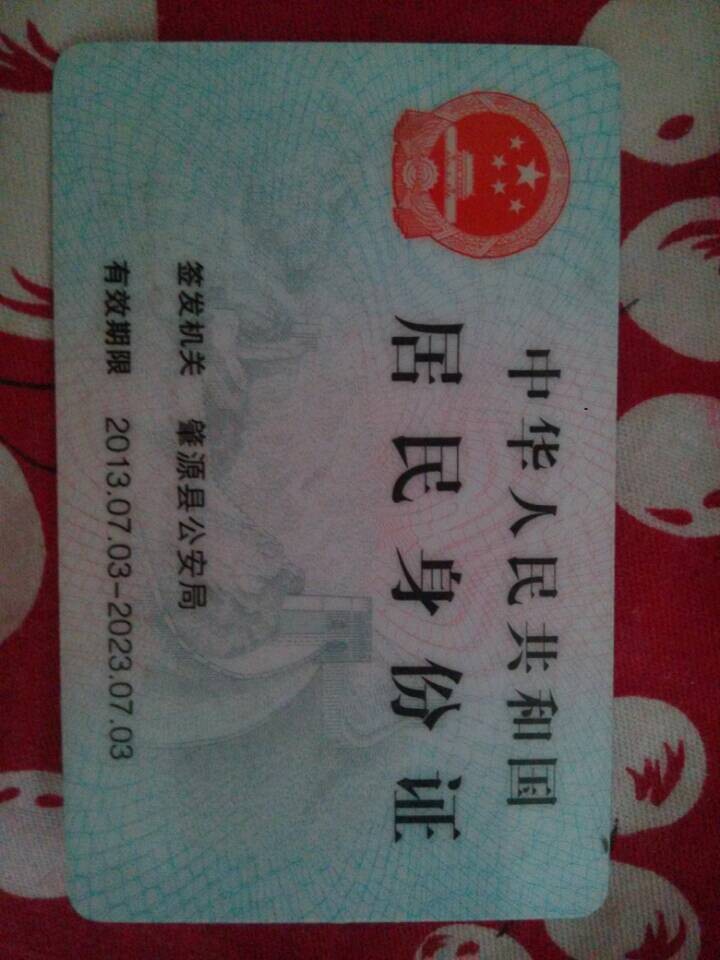 中华人民共和国
居民身份证
签发机关 肇源县公安局
有效期限 2013.07.03-2023.07.03